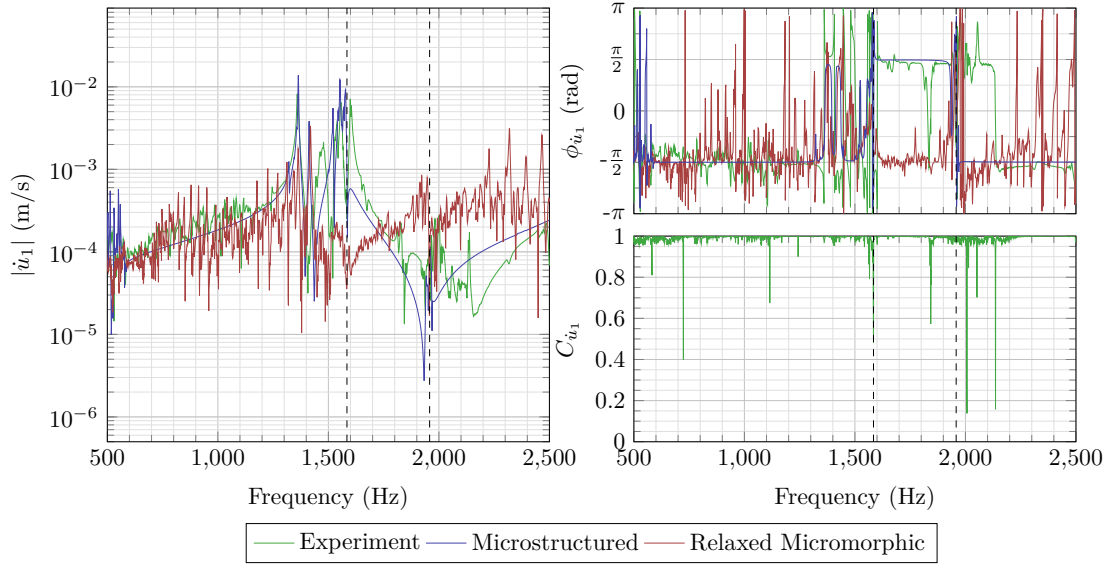 10⁻²
10⁻³
10⁻⁴
10⁻⁵
10⁻⁶
|u̇₁| (m/s)
500 1,000 1,500 2,000 2,500
Frequency (Hz)
π
π/2
0
-π/2
-π
ϕu̇₁ (rad)
1
0.8
0.6
0.4
0.2
0
Cu̇₁
500 1,000 1,500 2,000 2,500
Frequency (Hz)
Experiment Microstructured Relaxed Micromorphic